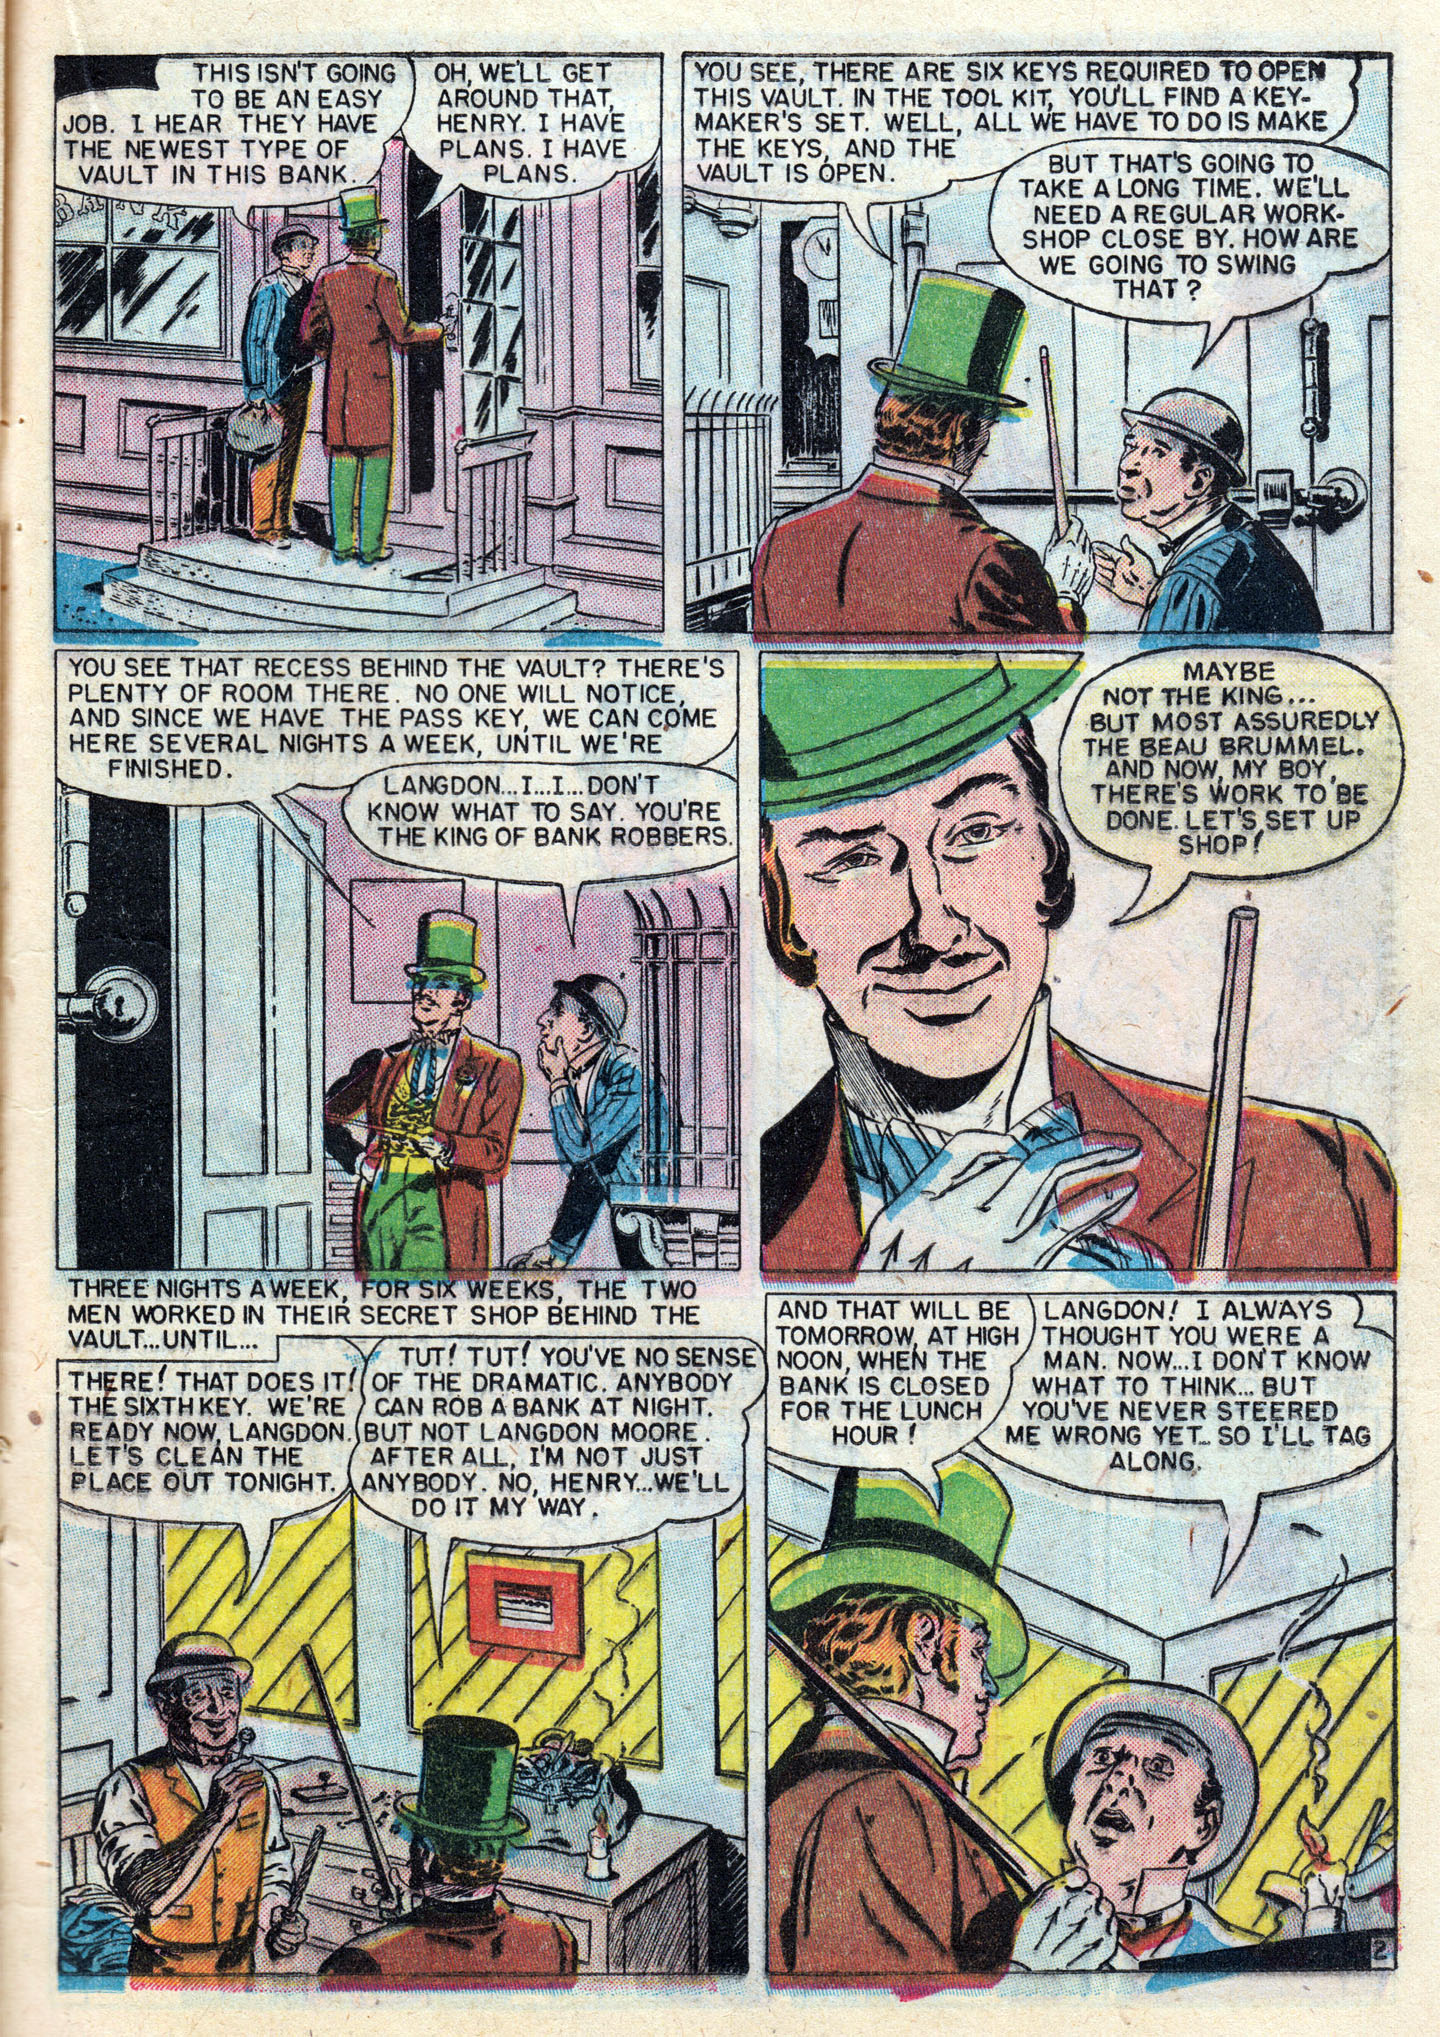 THIS ISN'T GOING
TO BE AN EASY
JOB. I HEAR THEY HAVE
THE NEWEST TYPE OF
VAULT IN THIS BANK.
OH, WE'LL GET
AROUND THAT,
HENRY. I HAVE
PLANS. I HAVE
PLANS.
BANK
YOU SEE, THERE ARE SIX KEYS REQUIRED TO OPEN
THIS VAULT. IN THE TOOL KIT, YOU'LL FIND A KEY-
MAKER'S SET. WELL, ALL WE HAVE TO DO IS MAKE
THE KEYS, AND THE
VAULT IS OPEN.
BUT THAT'S GOING TO
TAKE A LONG TIME. WE'LL
NEED A REGULAR WORK-
SHOP CLOSE BY. HOW ARE
WE GOING TO SWING
THAT?
YOU SEE THAT RECESS BEHIND THE VAULT? THERE'S
PLENTY OF ROOM THERE. NO ONE WILL NOTICE,
AND SINCE WE HAVE THE PASS KEY, WE CAN COME
HERE SEVERAL NIGHTS A WEEK, UNTIL WE'RE
FINISHED.
LANGDON...I...I...DON'T
KNOW WHAT TO SAY. YOU'RE
THE KING OF BANK ROBBERS.
MAYBE
NOT THE KING...
BUT MOST ASSUREDLY
THE BEAU BRUMMEL.
AND NOW, MY BOY,
THERE'S WORK TO BE
DONE. LET'S SET UP
SHOP!
THREE NIGHTS A WEEK, FOR SIX WEEKS, THE TWO
MEN WORKED IN THEIR SECRET SHOP BEHIND THE
VAULT...UNTIL...
THERE! THAT DOES IT!
THE SIXTH KEY. WE'RE
READY NOW, LANGDON.
LET'S CLEAN THE
PLACE OUT TONIGHT.
TUT! TUT! YOU'VE NO SENSE
OF THE DRAMATIC. ANYBODY
CAN ROB A BANK AT NIGHT.
BUT NOT LANGDON MOORE.
AFTER ALL, I'M NOT JUST
ANYBODY. NO, HENRY...WE'LL
DO IT MY WAY.
AND THAT WILL BE
TOMORROW, AT HIGH
NOON, WHEN THE
BANK IS CLOSED
FOR THE LUNCH
HOUR!
LANGDON! I ALWAYS
THOUGHT YOU WERE A
MAN. NOW...I DON'T KNOW
WHAT TO THINK... BUT
YOU'VE NEVER STEERED
ME WRONG YET... SO I'LL TAG
ALONG.
2